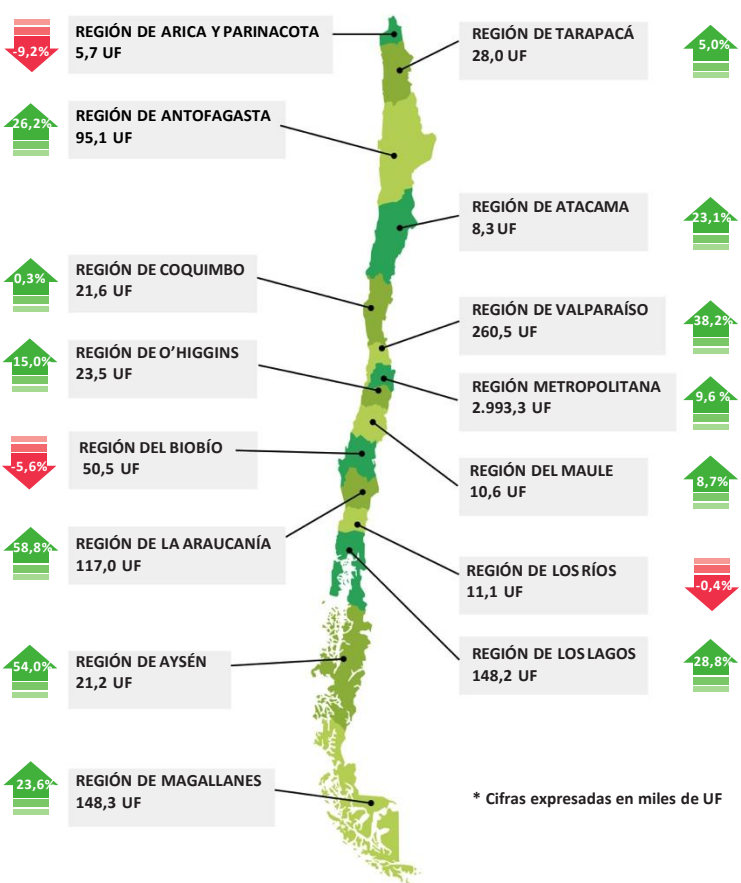 -9,2%
REGIÓN DE ARICA Y PARINACOTA
5,7 UF
REGIÓN DE TARAPACÁ
28,0 UF
5,0%
26,2%
REGIÓN DE ANTOFAGASTA
95,1 UF
REGIÓN DE ATACAMA
8,3 UF
23,1%
0,3%
REGIÓN DE COQUIMBO
21,6 UF
REGIÓN DE VALPARAÍSO
260,5 UF
38,2%
15,0%
REGIÓN DE O’HIGGINS
23,5 UF
REGIÓN METROPOLITANA
2.993,3 UF
9,6 %
-5,6%
REGIÓN DEL BIOBÍO
50,5 UF
REGIÓN DEL MAULE
10,6 UF
8,7%
58,8%
REGIÓN DE LA ARAUCANÍA
117,0 UF
REGIÓN DE LOS RÍOS
11,1 UF
-0,4%
54,0%
REGIÓN DE AYSÉN
21,2 UF
REGIÓN DE LOS LAGOS
148,2 UF
28,8%
23,6%
REGIÓN DE MAGALLANES
148,3 UF
* Cifras expresadas en miles de UF